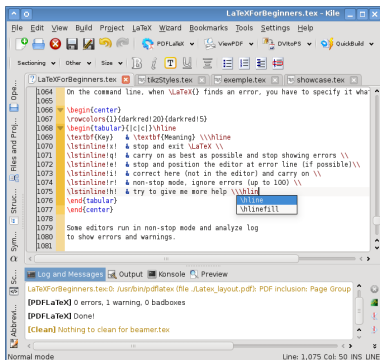 LaTeXForBeginners.tex - Kile
File Edit View Build Project LaTeX Wizard Bookmarks Tools Settings Help
PDFLaTeX ViewPDF DVItoPS QuickBuild
Sectioning Other Size
LaTeXForBeginners.tex tikzStyles.tex exemple.tex showcase.tex
1064 On the command line, when \LaTeX{} finds an error, you have to specify it wha
1065
1066 \begin{center}
1067 \rowcolors{1}{darkred!20}{darkred!5}
1068 \begin{tabular}{|c|c|}\hline
1069 \textbf{Key} & \textbf{Meaning} \\\hline
1070 \lstinline!x! & stop and exit \LaTeX \\
1071 \lstinline!q! & carry on as best as possible and stop showing errors \\
1072 \lstinline!e! & stop and position the editor at error line (if possible)\\
1073 \lstinline!i! & correct here (not in the editor) and carry on \\
1074 \lstinline!r! & non-stop mode, ignore errors (up to 100) \\
1075 \lstinline!h! & try to give me more help \\\hlin
1076 \end{tabular}
\hline
1077 \end{center}
\hlinefill
1078
1079 Some editors run in non-stop mode and analyze log
1080 to show errors and warnings.
1081
Ope...
Files and Proj...
Struc...
Sym...
Sc...
Abbrevi...
Log and Messages Output Konsole Preview
LaTeXForBeginners.tex:0: /usr/bin/pdflatex (file ./Latex_layout.pdf): PDF inclusion: Page Group
[PDFLaTeX] 0 errors, 1 warning, 0 badboxes
[PDFLaTeX] Done!
[Clean] Nothing to clean for beamer.tex
Normal mode
Line: 1,075 Col: 50 INS LINE